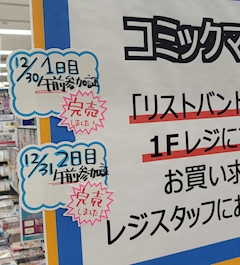 コミックマ
「リストバンド
1Fレジに
お買い求
レジスタッフにお
12/30
1日目
午前参加証
完売
しました!
12/31
2日目
午前参加証
完売
しました!